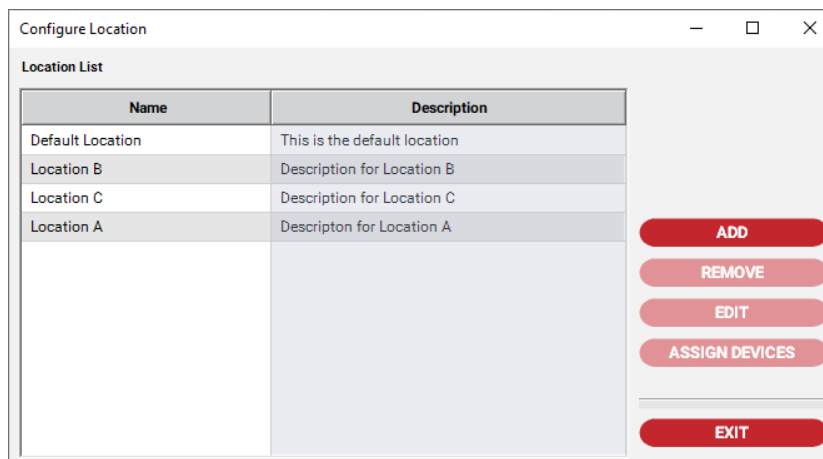 Configure Location
Location List
Name Description
Default Location This is the default location
Location B Description for Location B
Location C Description for Location C
Location A Descripton for Location A
ADD
REMOVE
EDIT
ASSIGN DEVICES
EXIT